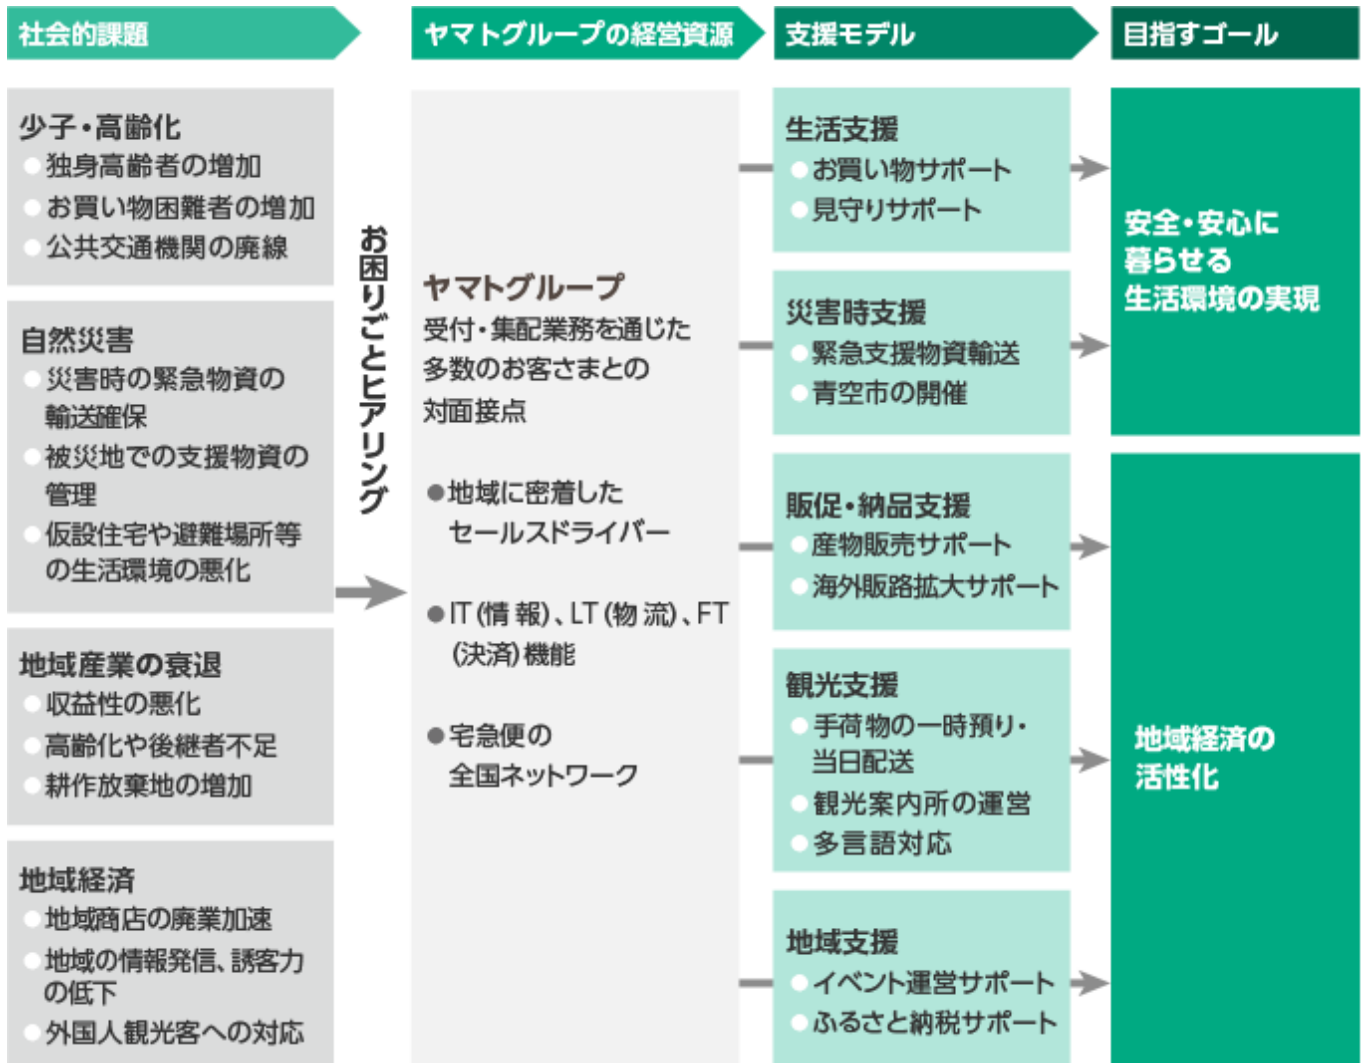 社会的課題
ヤマトグループの経営資源
支援モデル
目指すゴール
少子・高齢化
独身高齢者の増加
お買い物困難者の増加
公共交通機関の廃線
自然災害
災害時の緊急物資の
輸送確保
被災地での支援物資の
管理
仮設住宅や避難場所等
の生活環境の悪化
地域産業の衰退
収益性の悪化
高齢化や後継者不足
耕作放棄地の増加
地域経済
地域商店の廃業加速
地域の情報発信、誘客力
の低下
外国人観光客への対応
お困りごとヒアリング
ヤマトグループ
受付・集配業務を通じた
多数のお客さまとの
対面接点
●地域に密着した
セールスドライバー
●IT(情報)、LT(物流)、FT
(決済)機能
●宅急便の
全国ネットワーク
生活支援
お買い物サポート
見守りサポート
災害時支援
緊急支援物資輸送
青空市の開催
販促・納品支援
産物販売サポート
海外販路拡大サポート
観光支援
手荷物の一時預り・
当日配送
観光案内所の運営
多言語対応
地域支援
イベント運営サポート
ふるさと納税サポート
安全・安心に
暮らせる
生活環境の実現
地域経済の
活性化